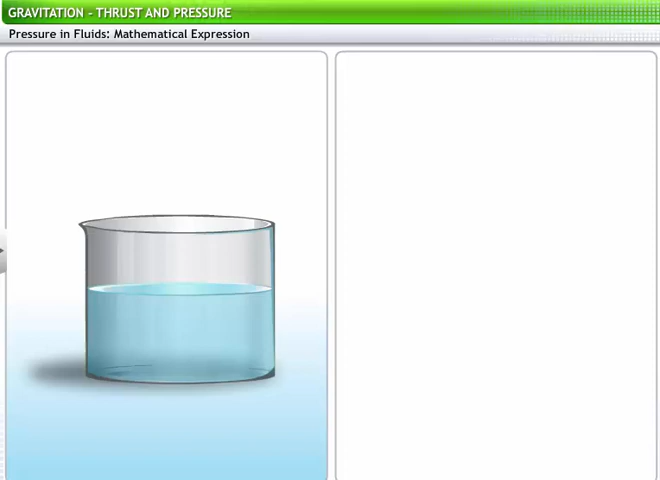 GRAVITATION - THRUST AND PRESSURE
Pressure in Fluids: Mathematical Expression